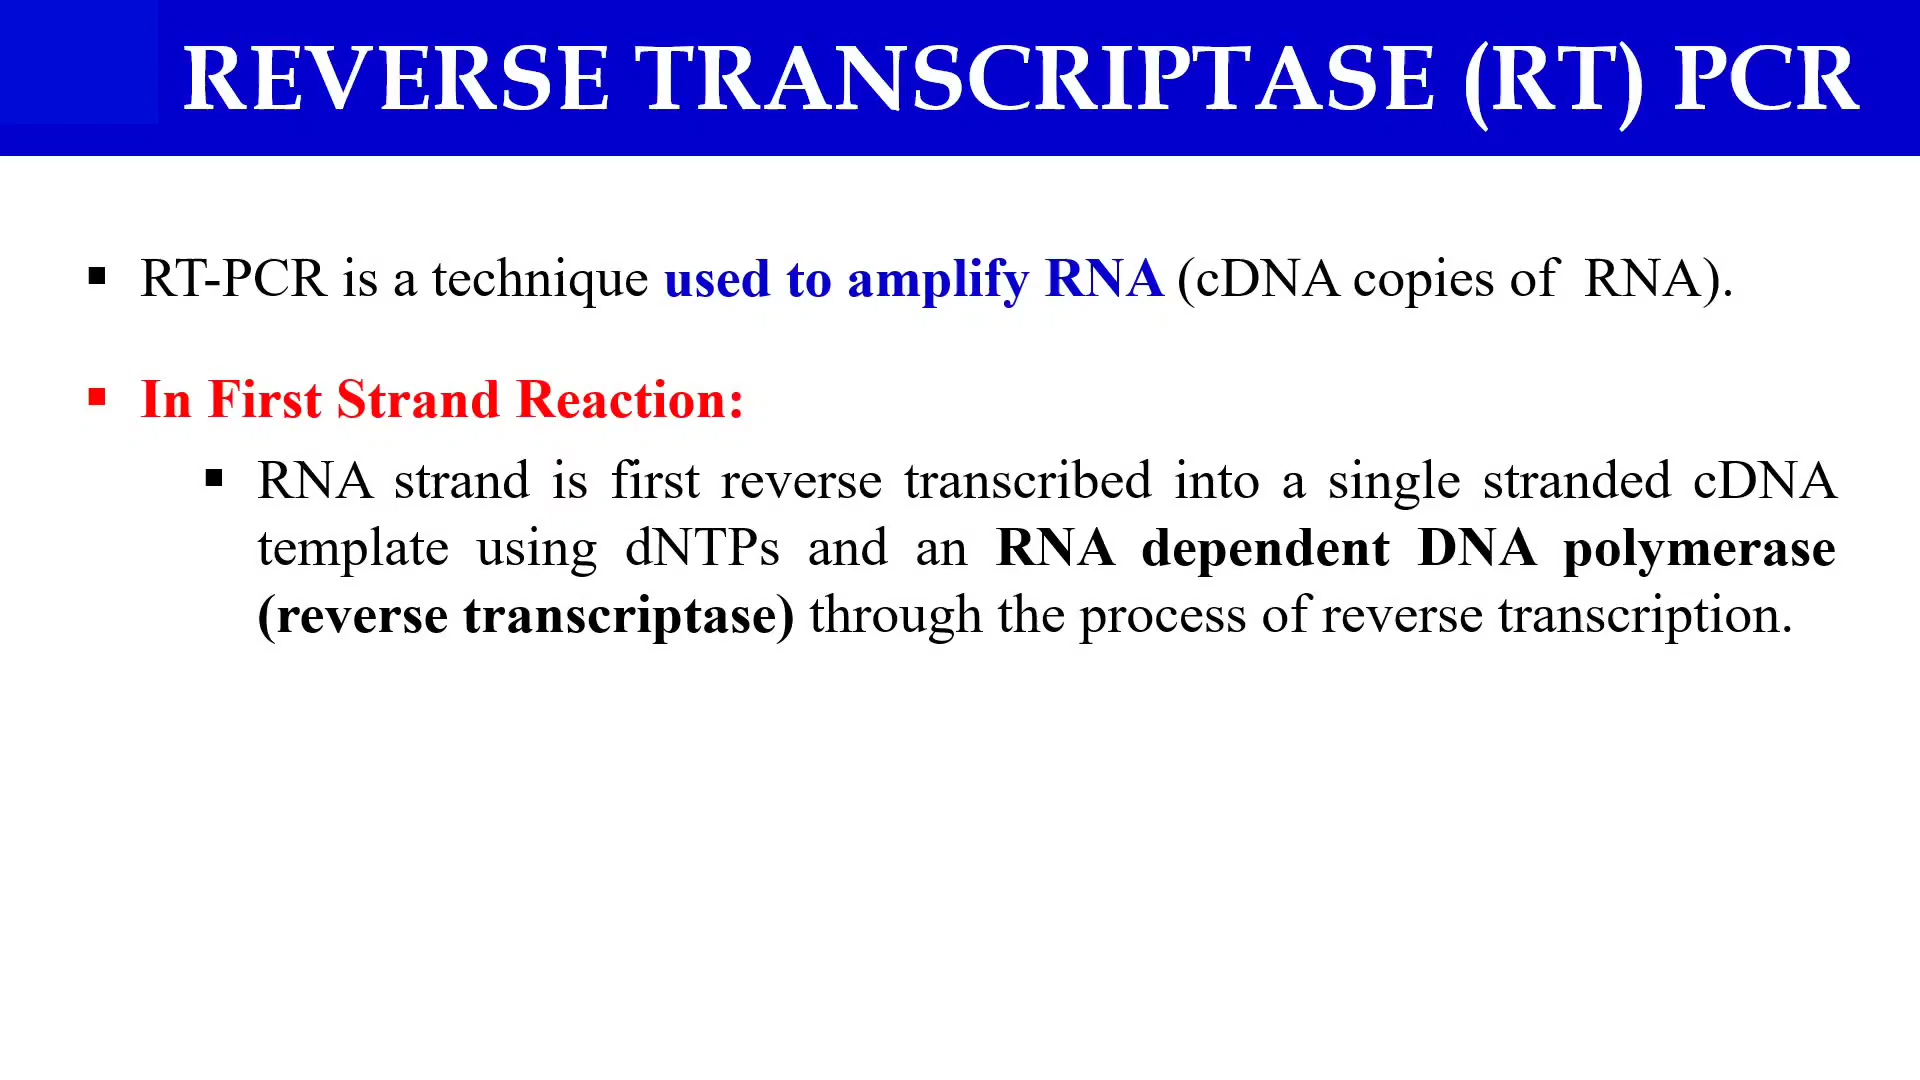 REVERSE TRANSCRIPTASE (RT) PCR
▪ RT-PCR is a technique used to amplify RNA (cDNA copies of RNA).
▪ In First Strand Reaction:
▪ RNA strand is first reverse transcribed into a single stranded cDNA
template using dNTPs and an RNA dependent DNA polymerase
(reverse transcriptase) through the process of reverse transcription.